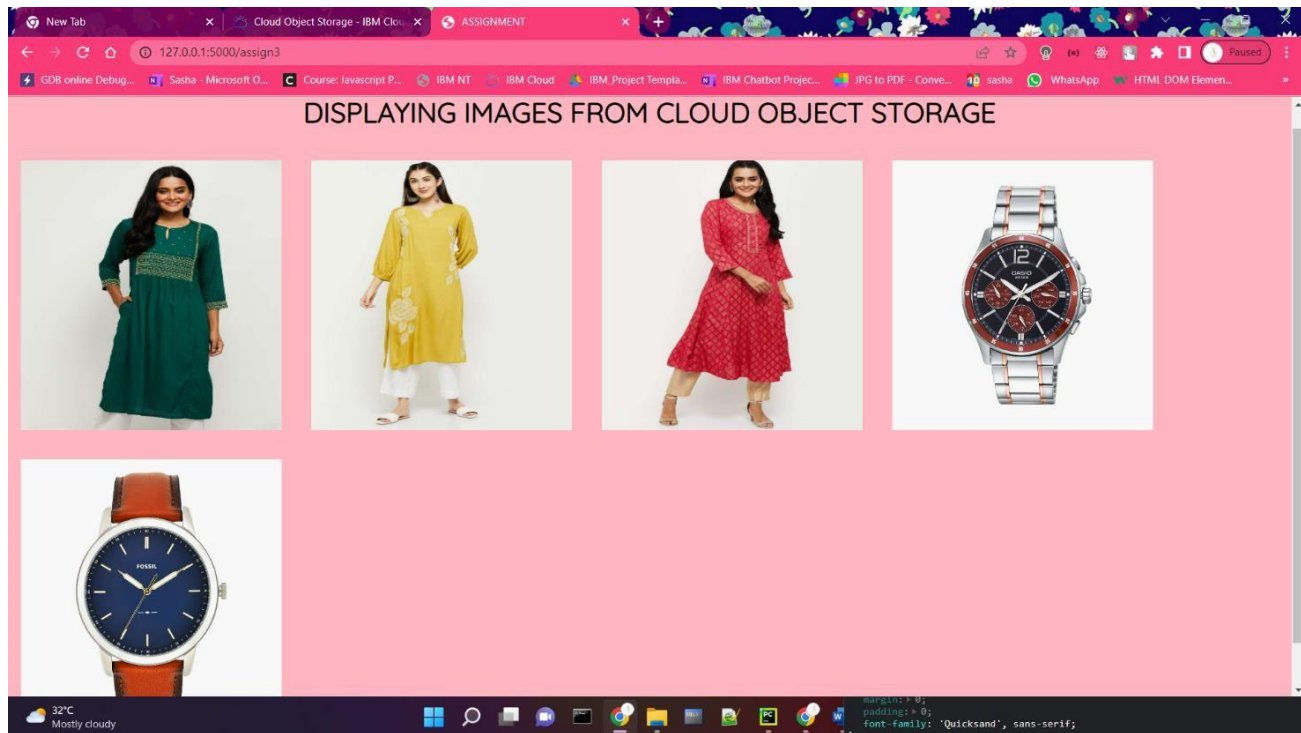 New Tab
Cloud Object Storage - IBM Clou
ASSIGNMENT
127.0.0.1:5000/assign3
Paused
GDB online Debug...
Sasha - Microsoft O...
Course: Javascript P...
IBM NT
IBM Cloud
IBM_Project Templa...
IBM Chatbot Projec...
JPG to PDF - Conve...
sasha
WhatsApp
HTML DOM Elemen...
DISPLAYING IMAGES FROM CLOUD OBJECT STORAGE
12
CASIO
FOSSIL
32°C
Mostly cloudy
margin: 0;
padding: 0;
font-family: 'Quicksand', sans-serif;